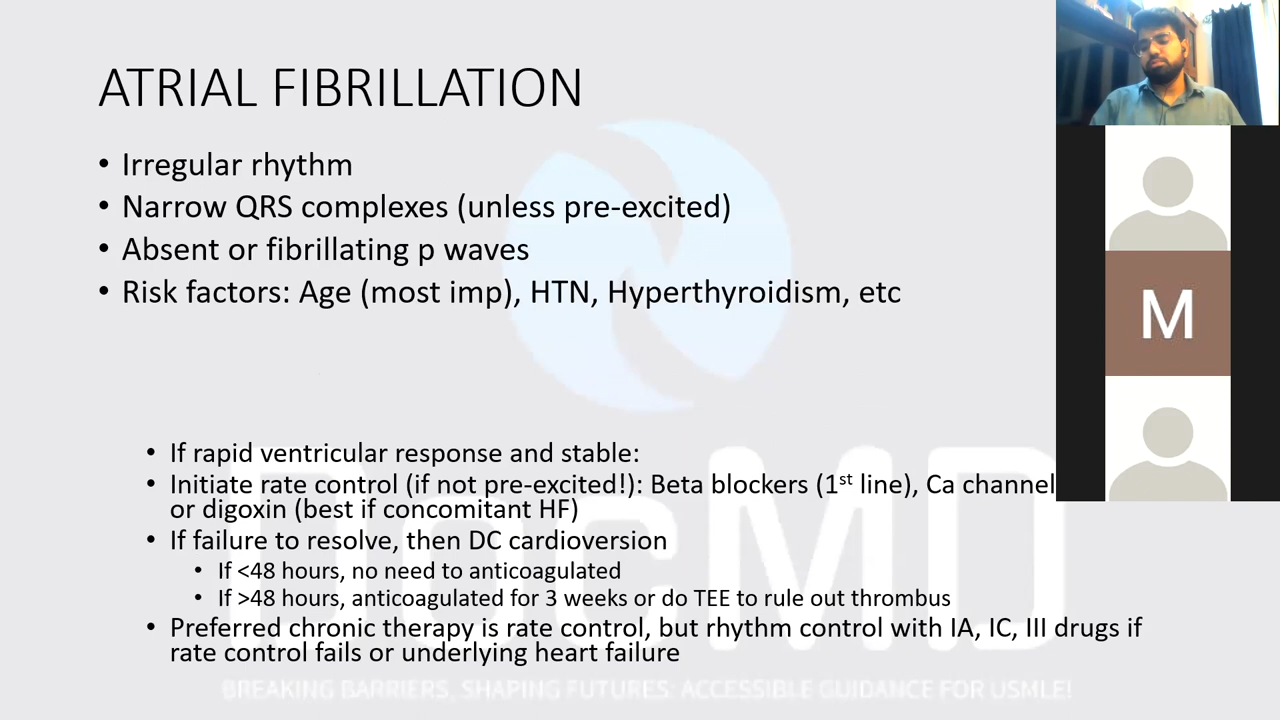 ATRIAL FIBRILLATION
• Irregular rhythm
• Narrow QRS complexes (unless pre-excited)
• Absent or fibrillating p waves
• Risk factors: Age (most imp), HTN, Hyperthyroidism, etc
• If rapid ventricular response and stable:
• Initiate rate control (if not pre-excited!): Beta blockers (1st line), Ca channel
or digoxin (best if concomitant HF)
• If failure to resolve, then DC cardioversion
• If <48 hours, no need to anticoagulated
• If >48 hours, anticoagulated for 3 weeks or do TEE to rule out thrombus
• Preferred chronic therapy is rate control, but rhythm control with IA, IC, III drugs if
rate control fails or underlying heart failure
DocMD
BREAKING BARRIERS, SHAPING FUTURES: ACCESSIBLE GUIDANCE FOR USMLE!
M